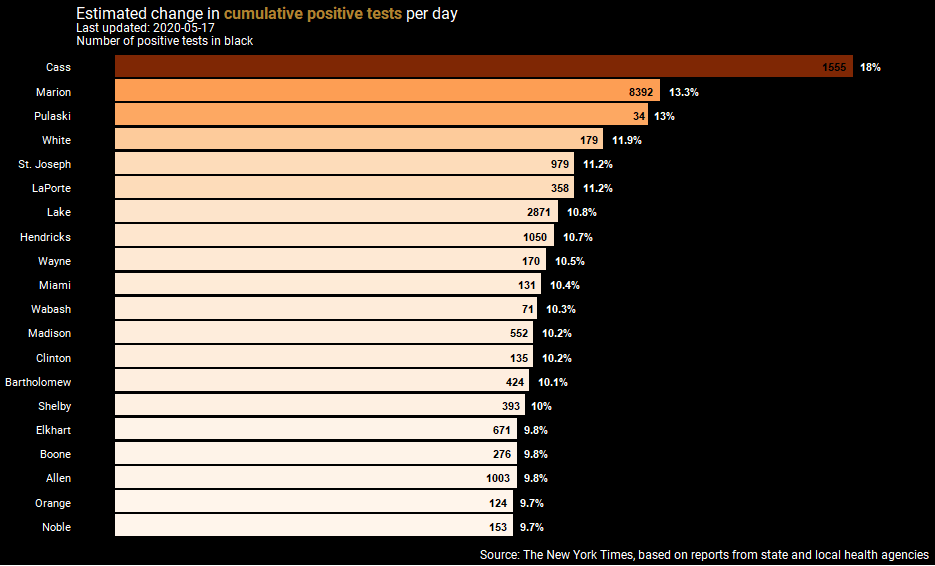 Estimated change in cumulative positive tests per day
Last updated: 2020-05-17
Number of positive tests in black
Cass 1555 18%
Marion 8392 13.3%
Pulaski 34 13%
White 179 11.9%
St. Joseph 979 11.2%
LaPorte 358 11.2%
Lake 2871 10.8%
Hendricks 1050 10.7%
Wayne 170 10.5%
Miami 131 10.4%
Wabash 71 10.3%
Madison 552 10.2%
Clinton 135 10.2%
Bartholomew 424 10.1%
Shelby 393 10%
Elkhart 671 9.8%
Boone 276 9.8%
Allen 1003 9.8%
Orange 124 9.7%
Noble 153 9.7%
Source: The New York Times, based on reports from state and local health agencies